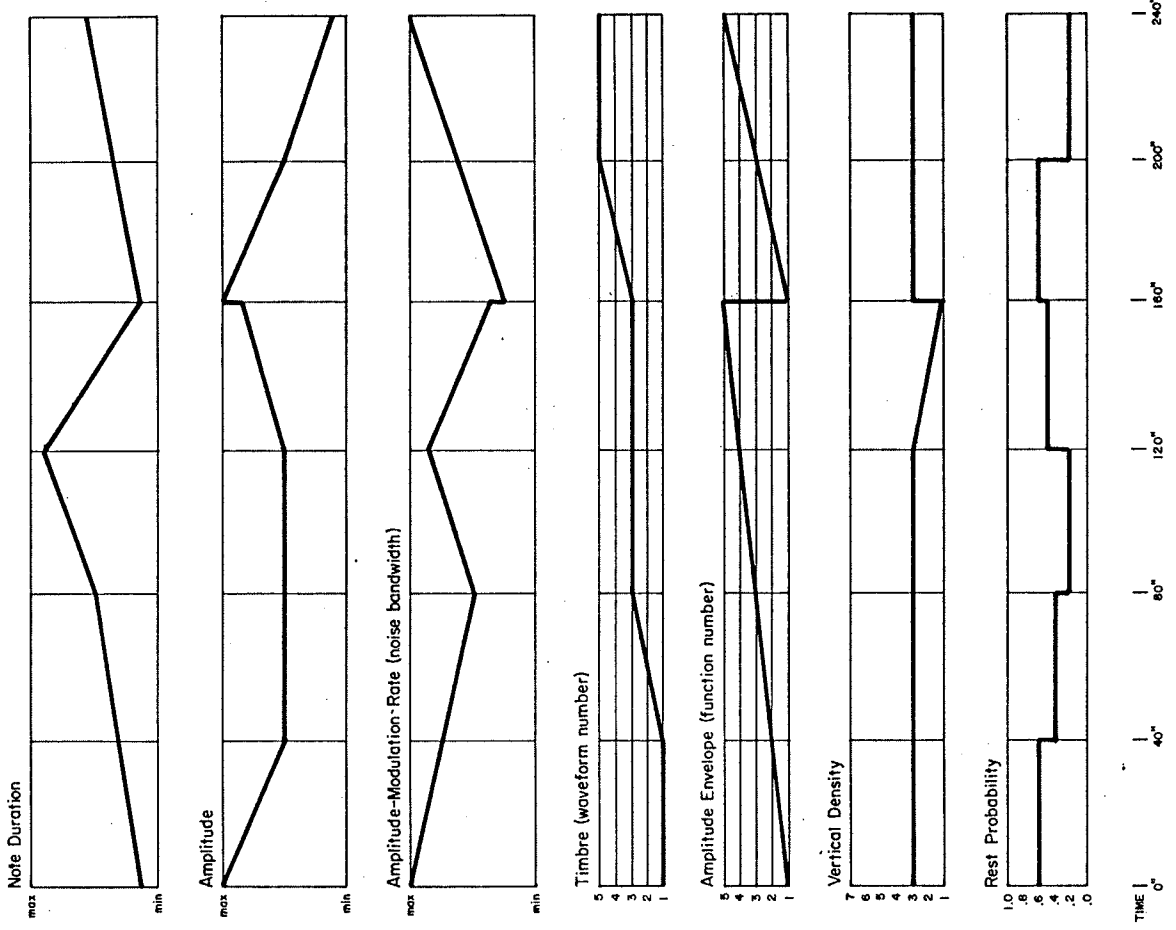 Note Duration
max
min
Amplitude
max
min
Amplitude-Modulation-Rate (noise bandwidth)
max
min
Timbre (waveform number)
5
4
3
2
1
Amplitude Envelope (function number)
5
4
3
2
1
Vertical Density
7
6
5
4
3
2
1
Rest Probability
1.0
.8
.6
.4
.2
.0
TIME 0" 40" 80" 120" 160" 200" 240"